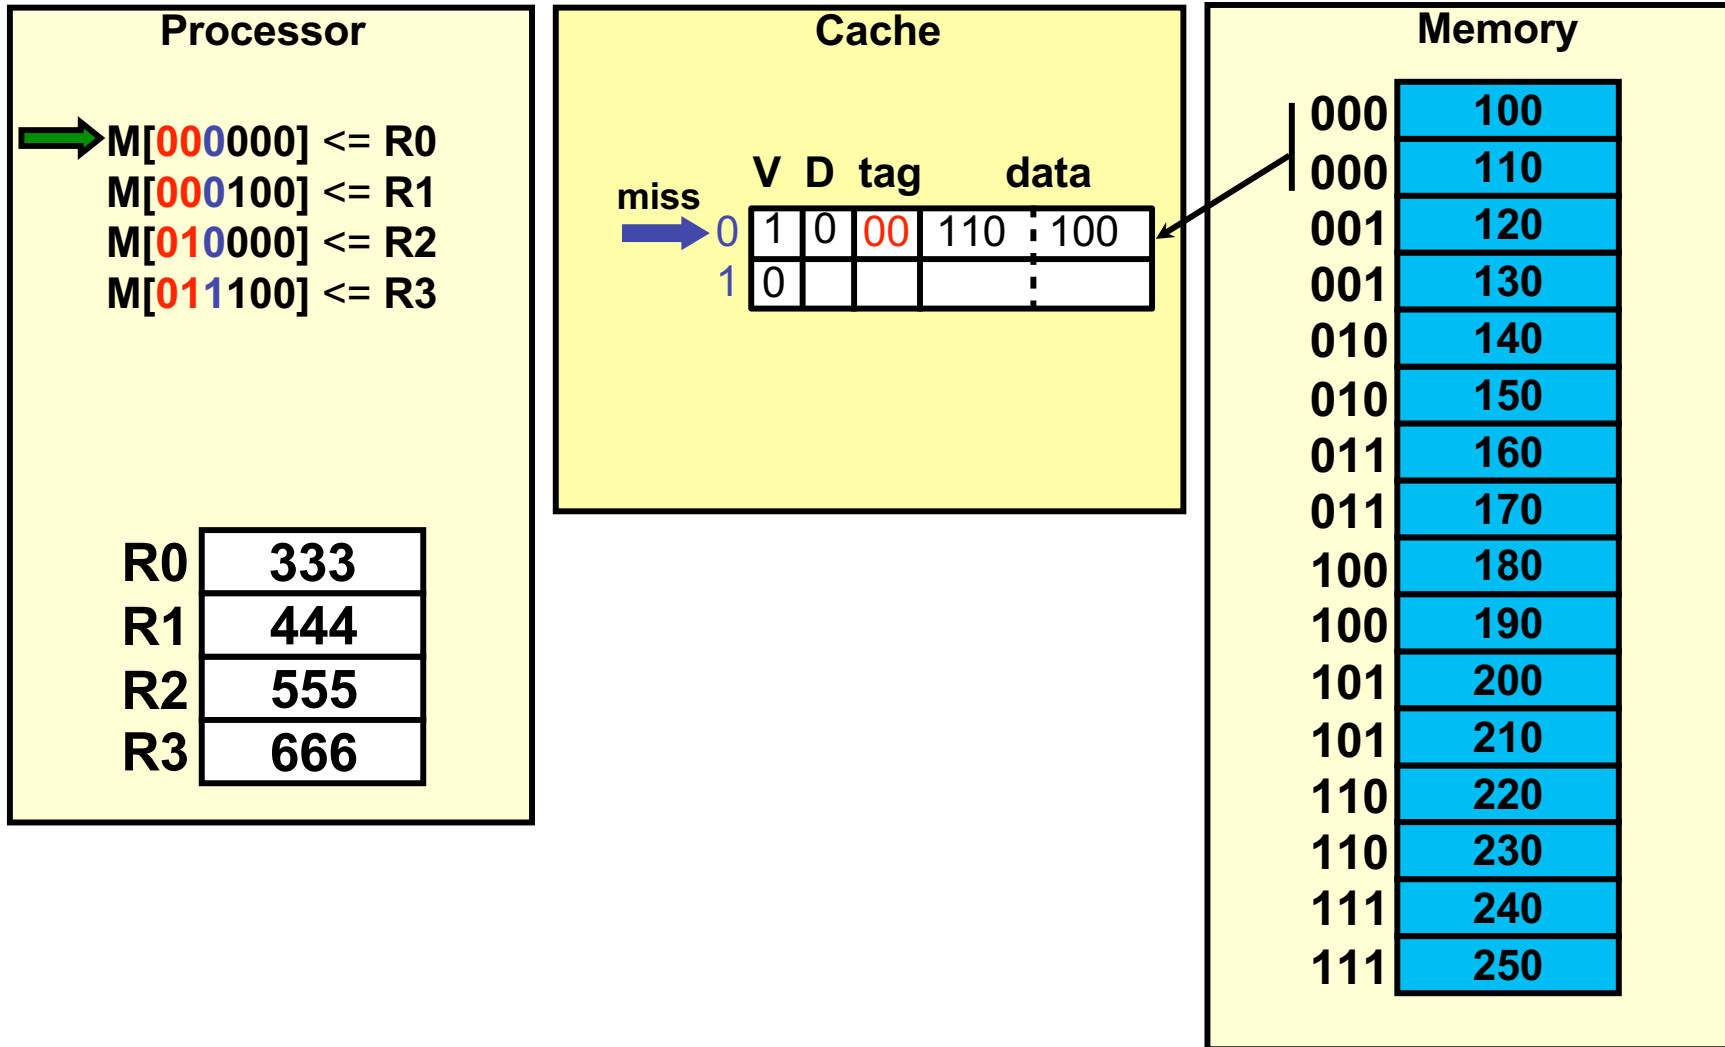 Processor
M[000000] <= R0
M[000100] <= R1
M[010000] <= R2
M[011100] <= R3
R0 333
R1 444
R2 555
R3 666
Cache
V D tag data
miss
0 1 0 00 110 100
1 0
Memory
000 100
000 110
001 120
001 130
010 140
010 150
011 160
011 170
100 180
100 190
101 200
101 210
110 220
110 230
111 240
111 250